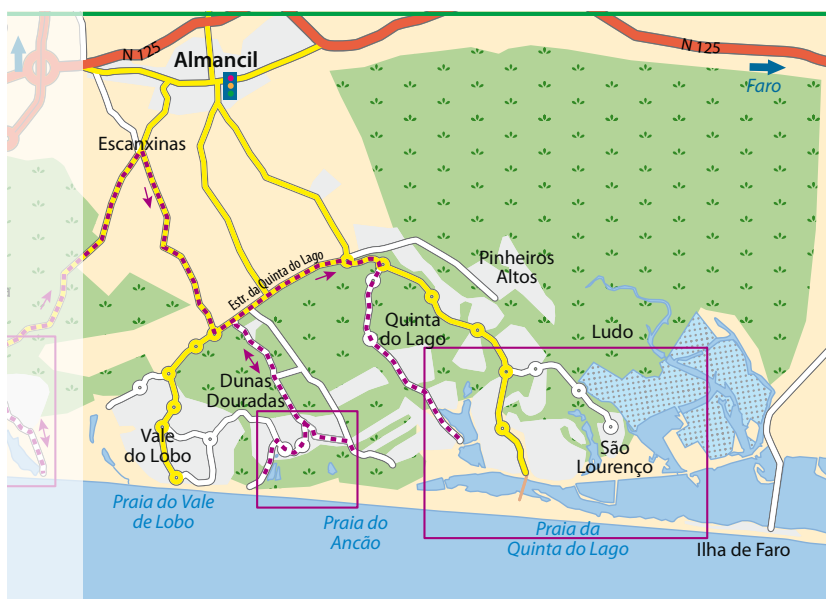 N 125
N 125
Almancil
Faro
Escanxinas
Estr. da Quinta do Lago
Pinheiros
Altos
Quinta
do Lago
Ludo
Dunas
Douradas
Vale
do Lobo
São
Lourenço
Praia do Vale
de Lobo
Praia do
Ancão
Praia da
Quinta do Lago
Ilha de Faro